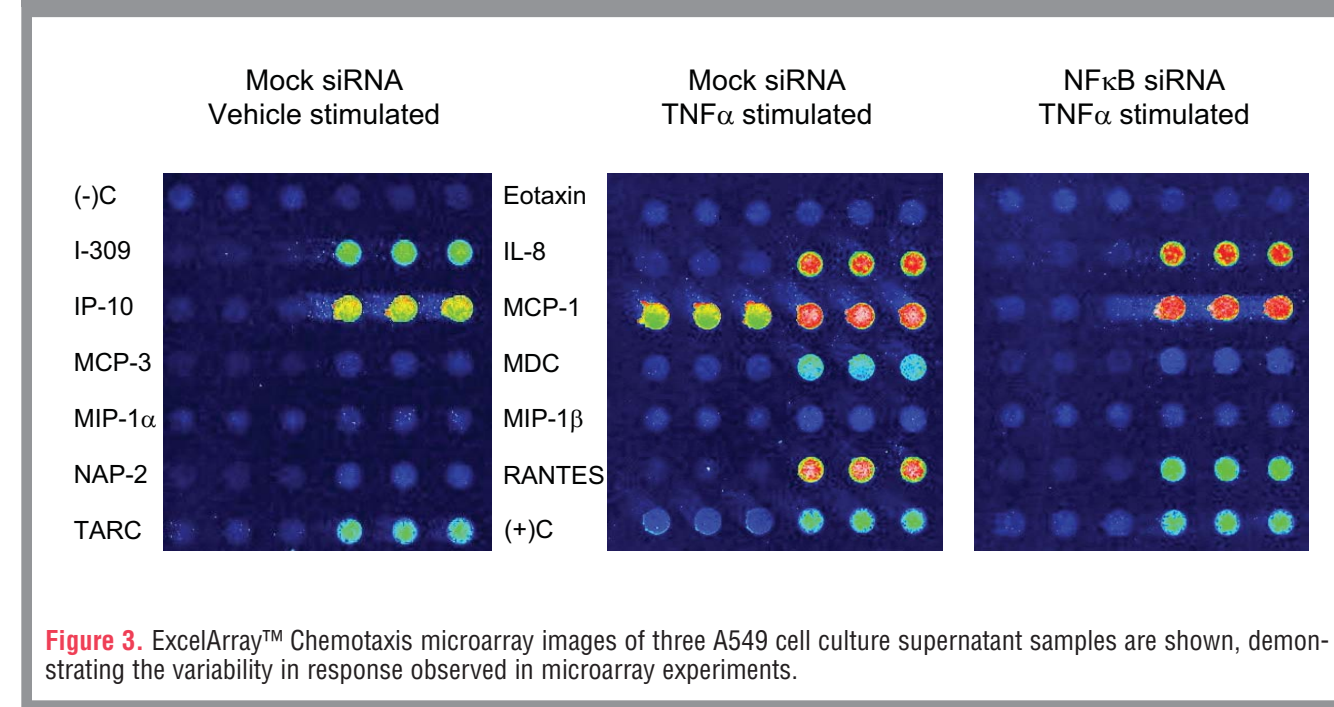 Mock siRNA
Vehicle stimulated
Mock siRNA
TNFα stimulated
NFκB siRNA
TNFα stimulated
(-)C
I-309
IP-10
MCP-3
MIP-1α
NAP-2
TARC
Eotaxin
IL-8
MCP-1
MDC
MIP-1β
RANTES
(+)C
Figure 3. ExcelArray™ Chemotaxis microarray images of three A549 cell culture supernatant samples are shown, demon-
strating the variability in response observed in microarray experiments.